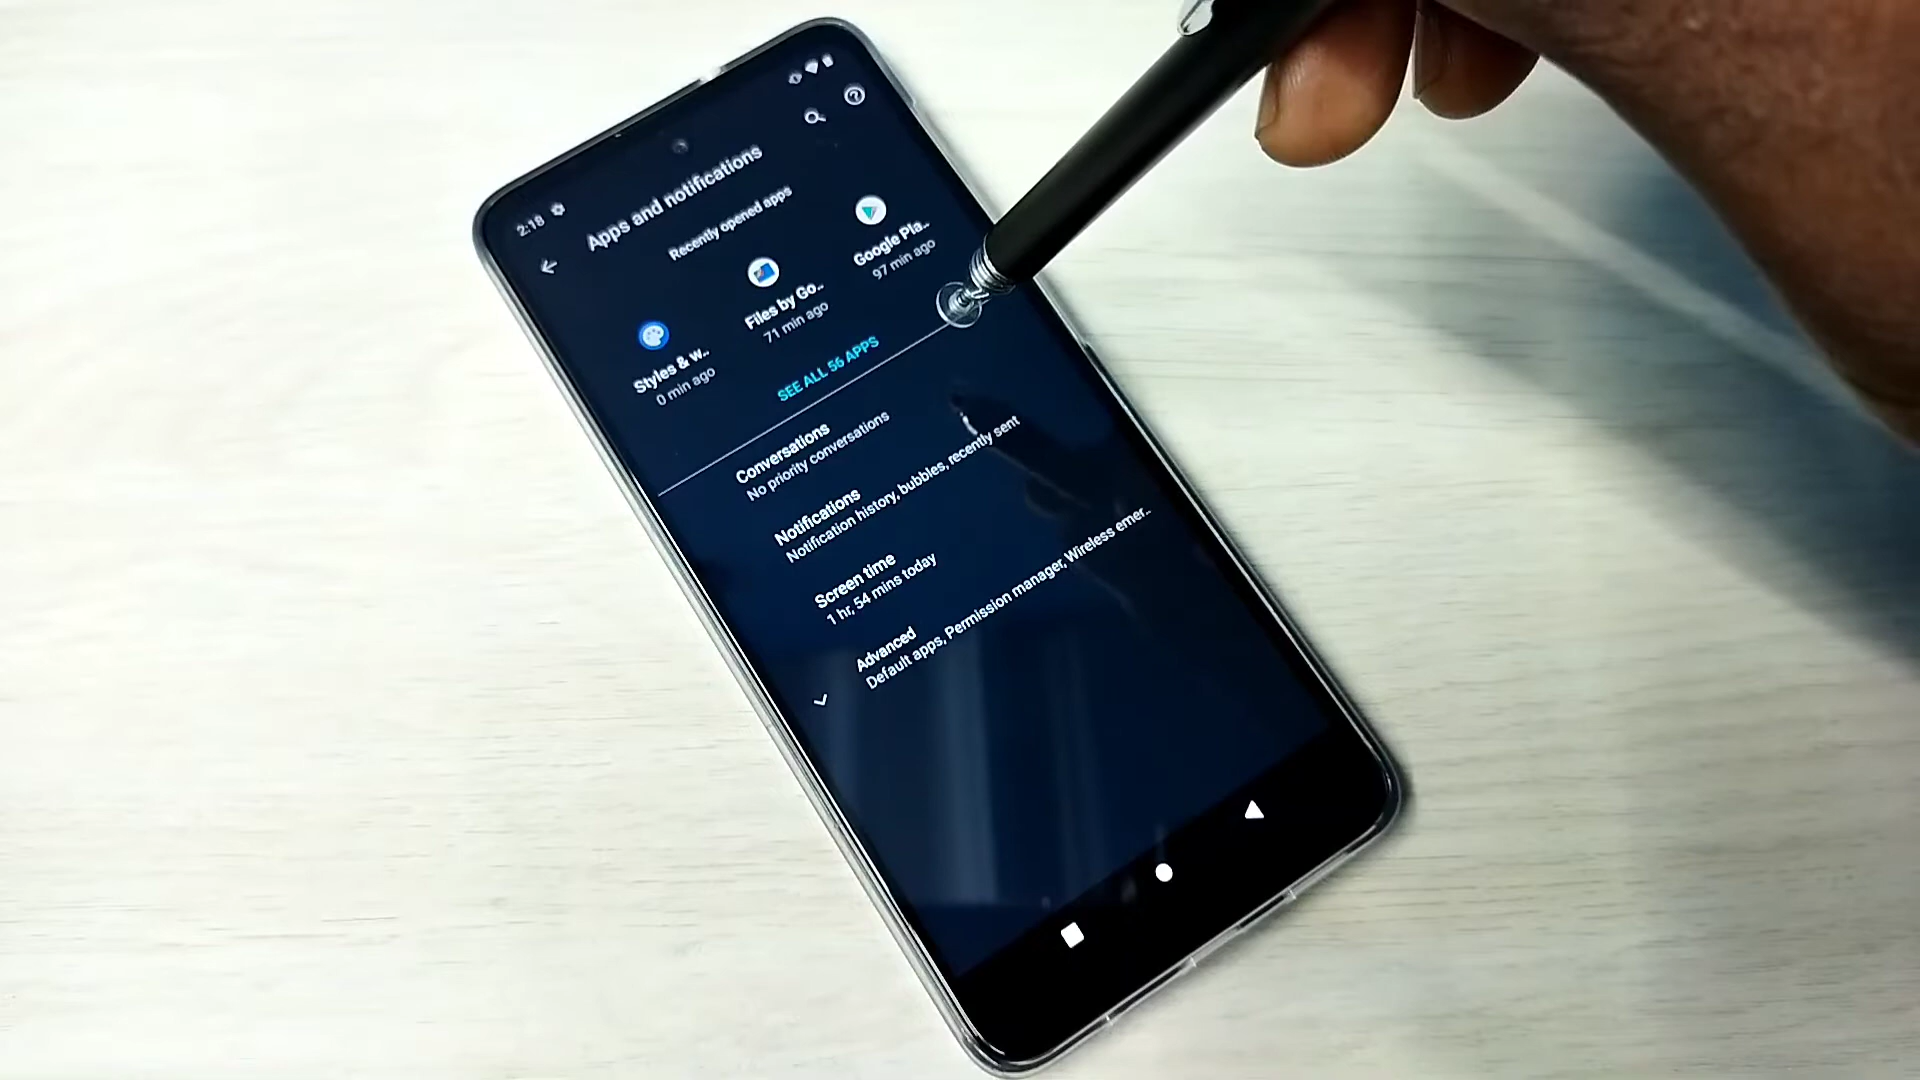 2:18
Apps and notifications
Recently opened apps
Styles & w..
0 min ago
Files by Go..
71 min ago
Google Pla..
97 min ago
SEE ALL 56 APPS
Conversations
No priority conversations
Notifications
Notification history, bubbles, recently sent
Screen time
1 hr, 54 mins today
Advanced
Default apps, Permission manager, Wireless emer..